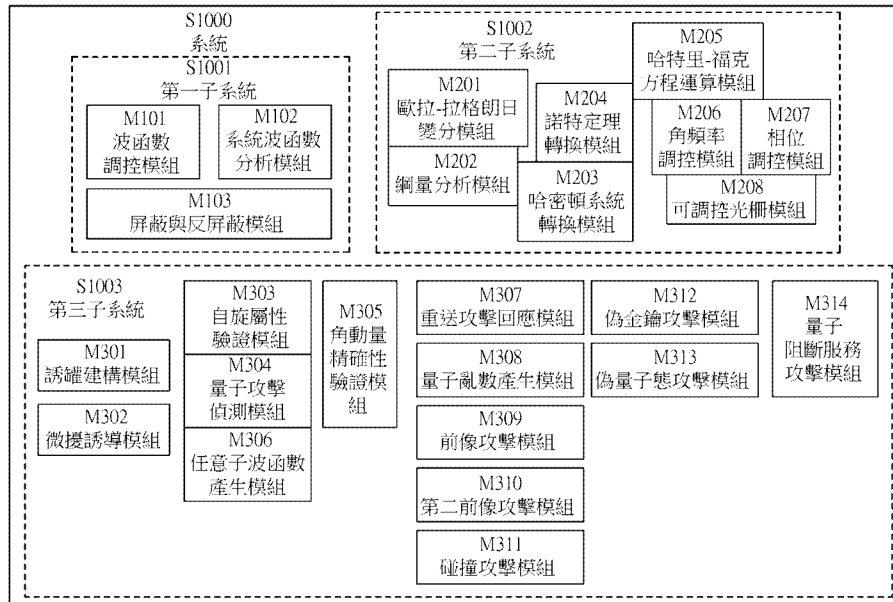 S1000
系統
S1001
第一子系統
M101
波函數
調控模組
M102
系統波函數
分析模組
M103
屏蔽與反屏蔽模組
S1002
第二子系統
M201
歐拉-拉格朗日
變分模組
M202
綱量分析模組
M204
諾特定理
轉換模組
M203
哈密頓系統
轉換模組
M205
哈特里-福克
方程運算模組
M206
角頻率
調控模組
M207
相位
調控模組
M208
可調控光柵模組
S1003
第三子系統
M301
誘罐建構模組
M302
微擾誘導模組
M303
自旋屬性
驗證模組
M304
量子攻擊
偵測模組
M306
任意子波函數
產生模組
M305
角動量
精確性
驗證模
組
M307
重送攻擊回應模組
M308
量子亂數產生模組
M309
前像攻擊模組
M310
第二前像攻擊模組
M311
碰撞攻擊模組
M312
偽金鑰攻擊模組
M313
偽量子態攻擊模組
M314
量子
阻斷服務
攻擊模組